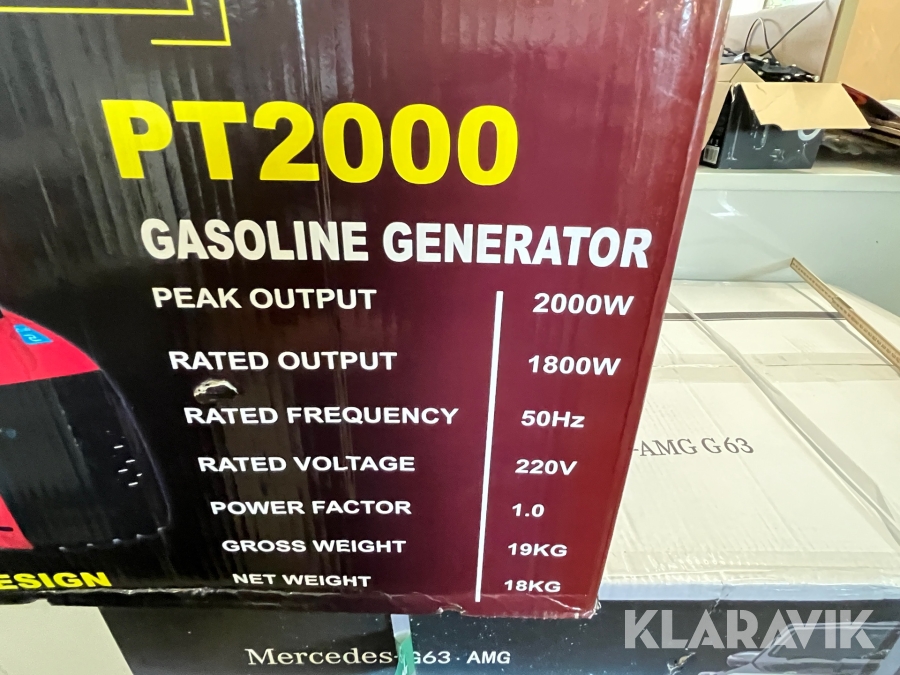 PT2000
GASOLINE GENERATOR
PEAK OUTPUT 2000W
RATED OUTPUT 1800W
RATED FREQUENCY 50Hz
RATED VOLTAGE 220V
POWER FACTOR 1.0
GROSS WEIGHT 19KG
NET WEIGHT 18KG
ESIGN
-AMG G63
Mercedes-G63·AMG
KLARAVIK